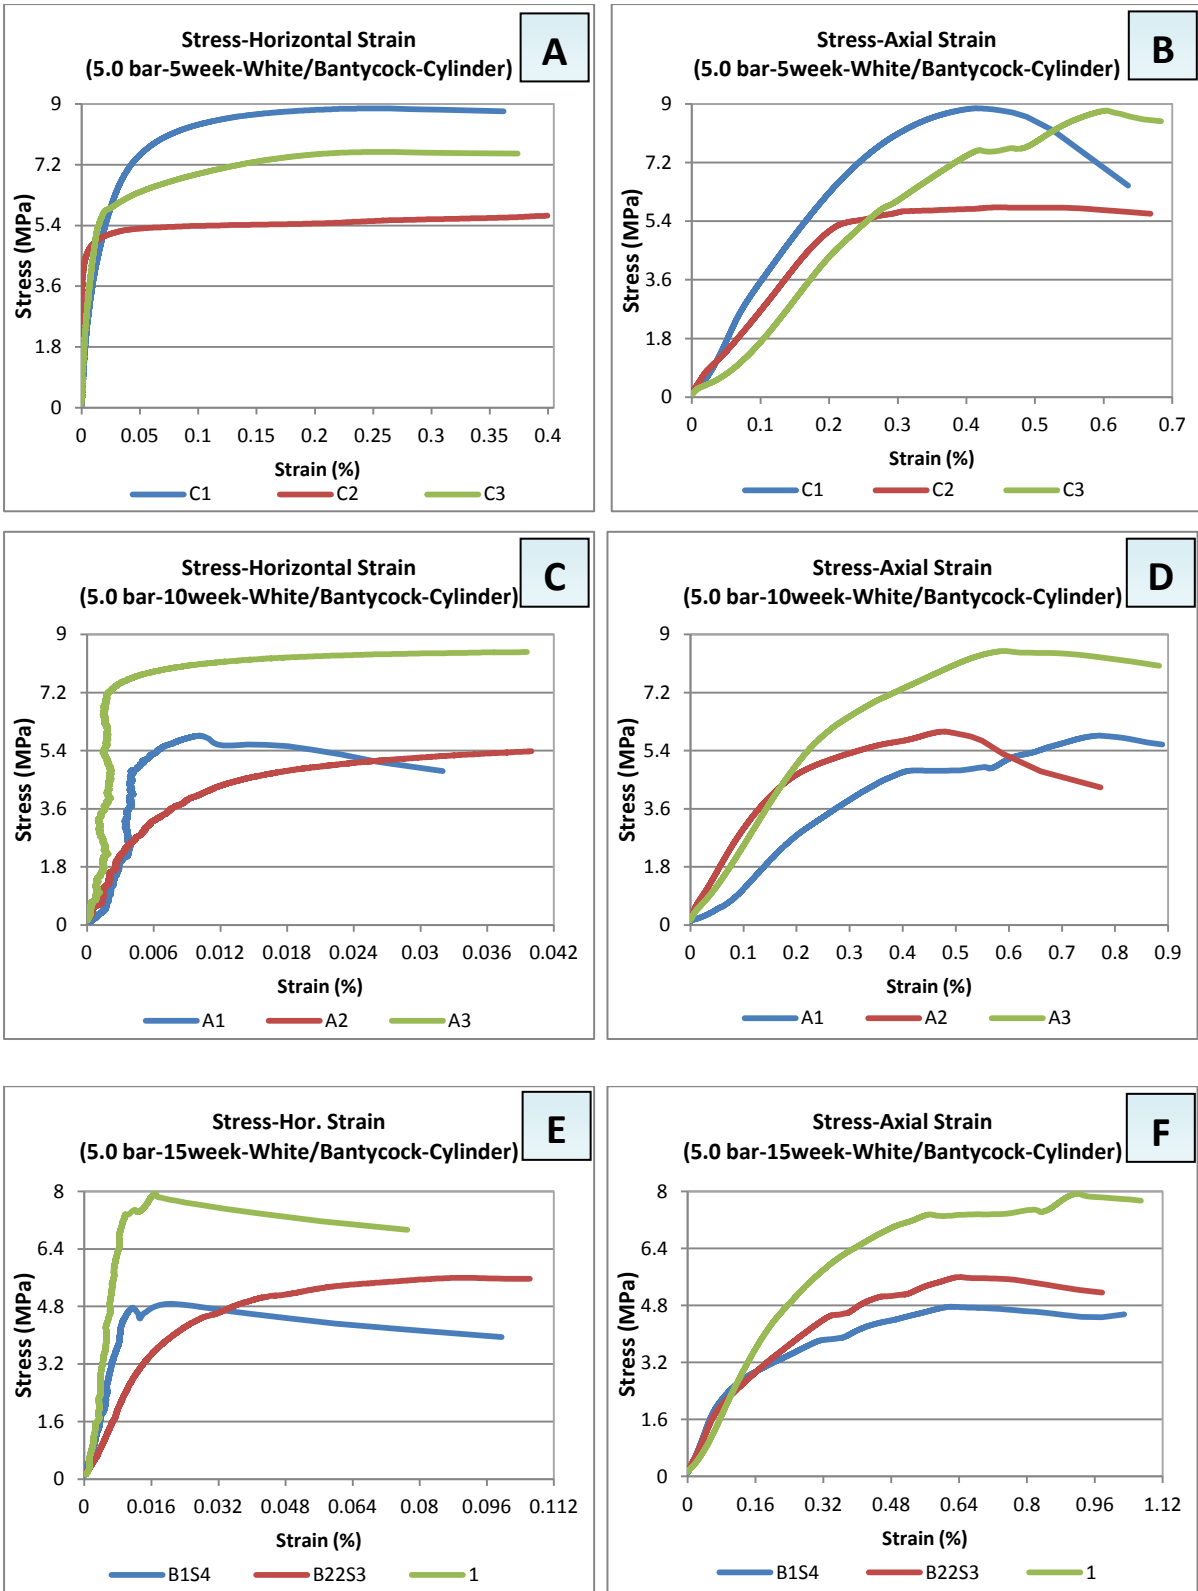 Stress-Horizontal Strain
(5.0 bar-5week-White/Bantycock-Cylinder)
A
Stress (MPa)
9
7.2
5.4
3.6
1.8
0
0 0.05 0.1 0.15 0.2 0.25 0.3 0.35 0.4
Strain (%)
C1 C2 C3
Stress-Axial Strain
(5.0 bar-5week-White/Bantycock-Cylinder)
B
Stress (MPa)
9
7.2
5.4
3.6
1.8
0
0 0.1 0.2 0.3 0.4 0.5 0.6 0.7
Strain (%)
C1 C2 C3
Stress-Horizontal Strain
(5.0 bar-10week-White/Bantycock-Cylinder)
C
Stress (MPa)
9
7.2
5.4
3.6
1.8
0
0 0.006 0.012 0.018 0.024 0.03 0.036 0.042
Strain (%)
A1 A2 A3
Stress-Axial Strain
(5.0 bar-10week-White/Bantycock-Cylinder)
D
Stress (MPa)
9
7.2
5.4
3.6
1.8
0
0 0.1 0.2 0.3 0.4 0.5 0.6 0.7 0.8 0.9
Strain (%)
A1 A2 A3
Stress-Hor. Strain
(5.0 bar-15week-White/Bantycock-Cylinder)
E
Stress (MPa)
8
6.4
4.8
3.2
1.6
0
0 0.016 0.032 0.048 0.064 0.08 0.096 0.112
Strain (%)
B1S4 B22S3 1
Stress-Axial Strain
(5.0 bar-15week-White/Bantycock-Cylinder)
F
Stress (MPa)
8
6.4
4.8
3.2
1.6
0
0 0.16 0.32 0.48 0.64 0.8 0.96 1.12
Strain (%)
B1S4 B22S3 1